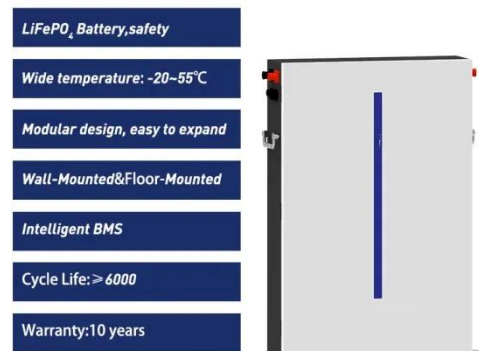 LiFePO₄ Battery,safety
Wide temperature: -20~55℃
Modular design, easy to expand
Wall-Mounted&Floor-Mounted
Intelligent BMS
Cycle Life:≥6000
Warranty:10 years